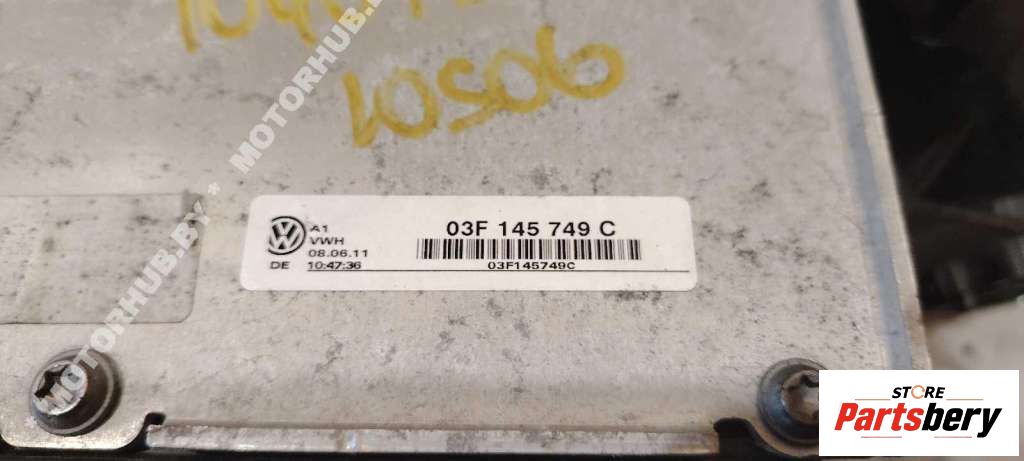 10506
MOTORHUB.BY * MOTORHUB.BY
A1
VWH
08.06.11
DE 10:47:36
03F 145 749 C
03F145749C
STORE
Partsbery